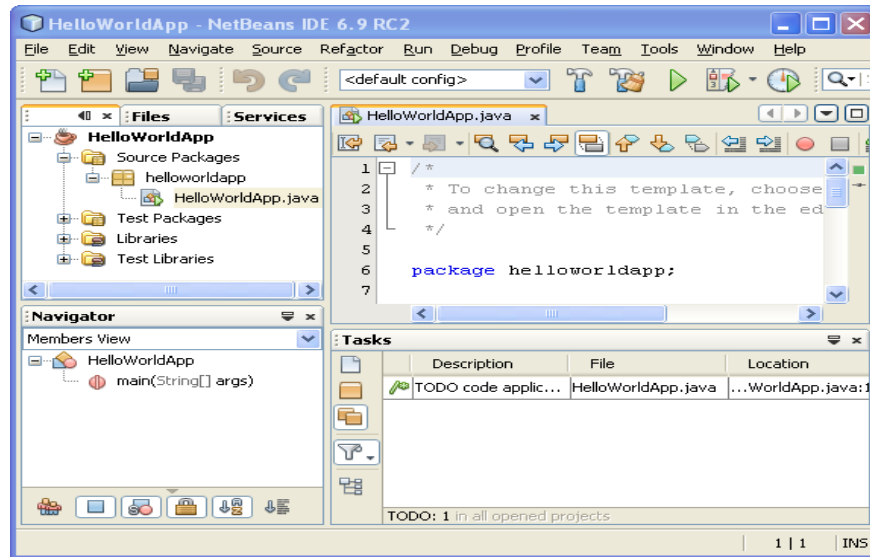 HelloWorldApp - NetBeans IDE 6.9 RC2
File Edit View Navigate Source Refactor Run Debug Profile Team Tools Window Help
<default config>
Files Services
HelloWorldApp
Source Packages
helloworldapp
HelloWorldApp.java
Test Packages
Libraries
Test Libraries
HelloWorldApp.java
1 /*
2 * To change this template, choose
3 * and open the template in the ed
4 */
5
6 package helloworldapp;
7
Navigator
Members View
HelloWorldApp
main(String[] args)
Tasks
Description File Location
TODO code applic... HelloWorldApp.java ...WorldApp.java:1
TODO: 1 in all opened projects
1 | 1 INS